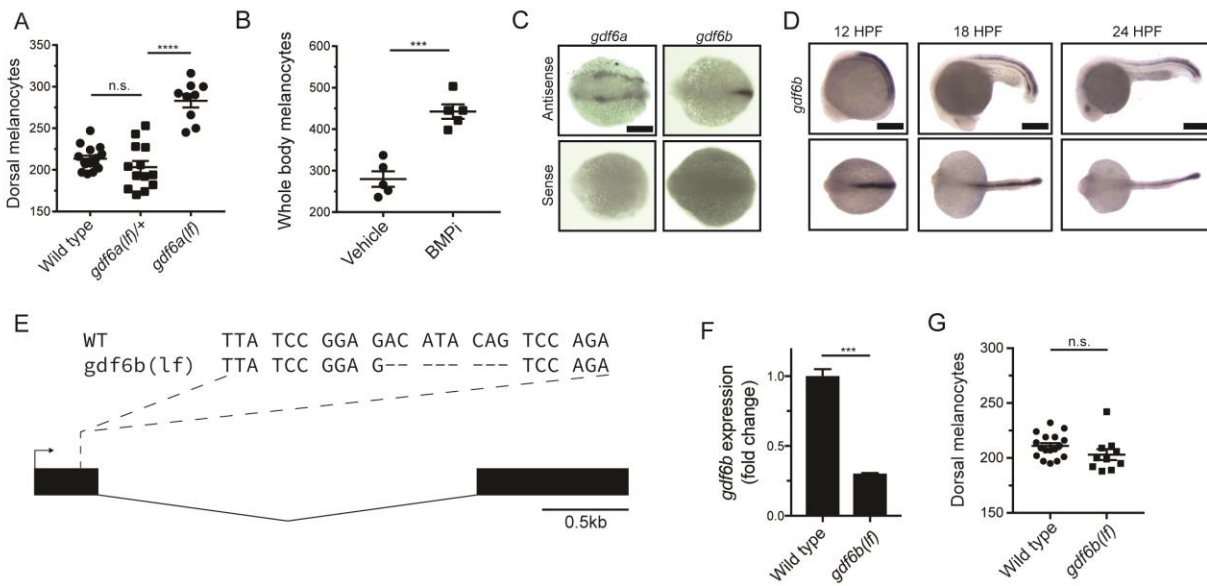 A
Dorsal melanocytes
350
300
250
200
150
n.s.
****
Wild type
gdf6a(lf)/+
gdf6a(lf)
B
Whole body melanocytes
600
500
400
300
200
***
Vehicle
BMPi
C
gdf6a
gdf6b
Antisense
Sense
D
12 HPF
18 HPF
24 HPF
gdf6b
E
WT TTA TCC GGA GAC ATA CAG TCC AGA
gdf6b(lf) TTA TCC GGA G-- --- --- TCC AGA
0.5kb
F
gdf6b expression
(fold change)
1.0
0.5
0.0
***
Wild type
gdf6b(lf)
G
Dorsal melanocytes
300
250
200
150
n.s.
Wild type
gdf6b(lf)